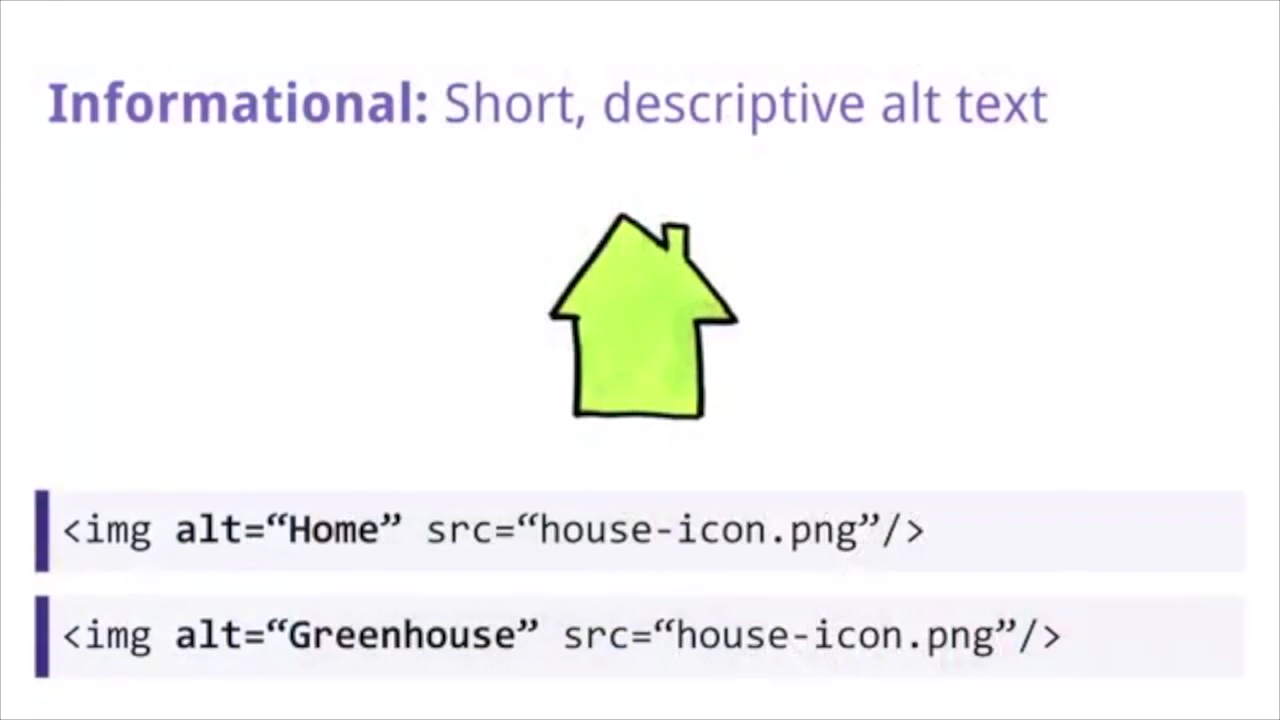 Informational: Short, descriptive alt text
<img alt=“Home” src=“house-icon.png”/>
<img alt=“Greenhouse” src=“house-icon.png”/>